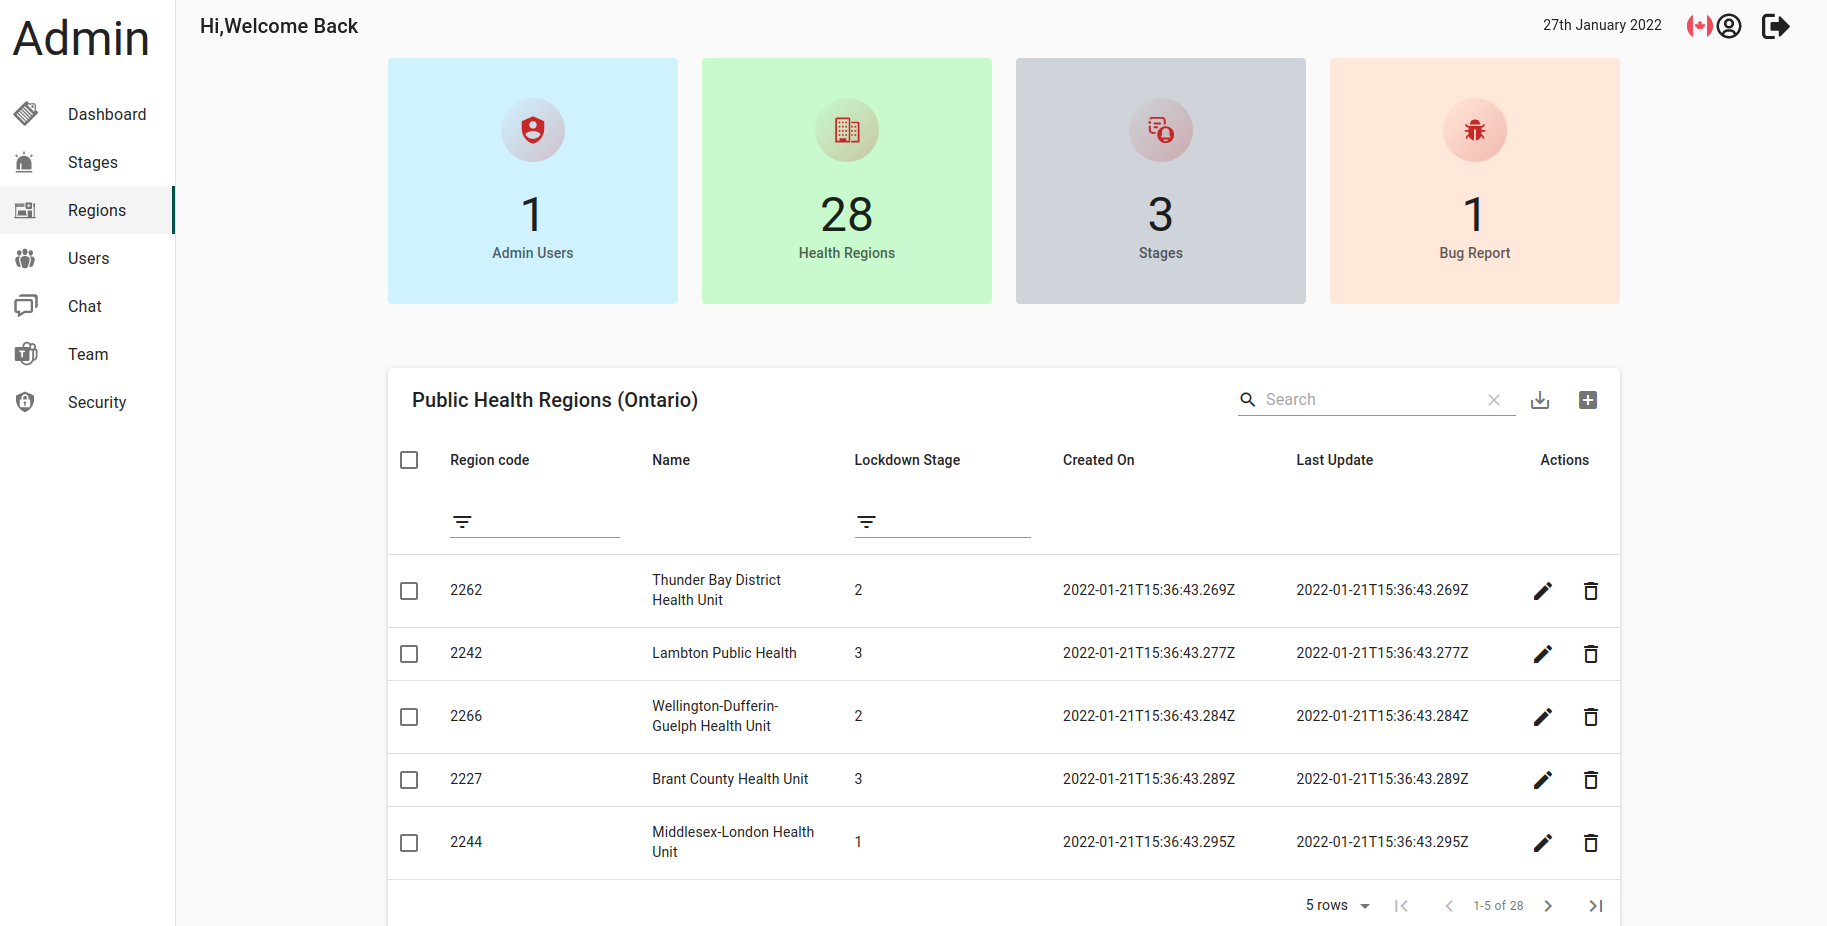 Admin
Hi,Welcome Back
27th January 2022
Dashboard
Stages
Regions
Users
Chat
Team
Security
1
Admin Users
28
Health Regions
3
Stages
1
Bug Report
Public Health Regions (Ontario)
Search
Region code Name Lockdown Stage Created On Last Update Actions
2262 Thunder Bay District 2 2022-01-21T15:36:43.269Z 2022-01-21T15:36:43.269Z
Health Unit
2242 Lambton Public Health 3 2022-01-21T15:36:43.277Z 2022-01-21T15:36:43.277Z
2266 Wellington-Dufferin- 2 2022-01-21T15:36:43.284Z 2022-01-21T15:36:43.284Z
Guelph Health Unit
2227 Brant County Health Unit 3 2022-01-21T15:36:43.289Z 2022-01-21T15:36:43.289Z
2244 Middlesex-London Health 1 2022-01-21T15:36:43.295Z 2022-01-21T15:36:43.295Z
Unit
5 rows 1-5 of 28